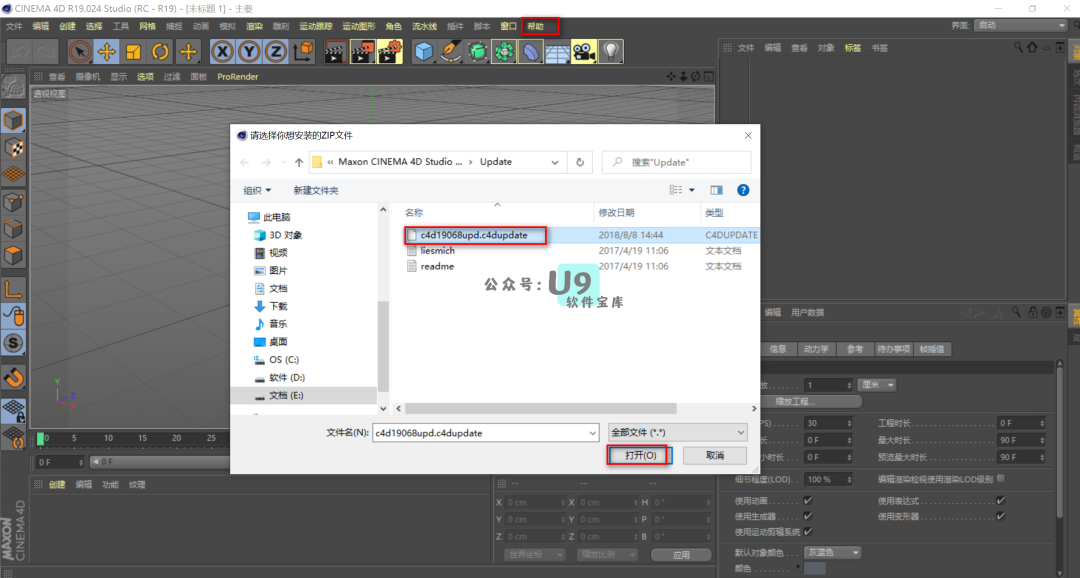 CINEMA 4D R19.024 Studio (RC - R19) - [未标题 1] - 主要
文件 编辑 创建 选择 工具 网格 捕捉 动画 模拟 渲染 雕刻 运动跟踪 运动图形 角色 流水线 插件 脚本 窗口 帮助 界面: 启动
文件 编辑 查看 对象 标签 书签
查看 摄像机 显示 选项 过滤 面板 ProRender
透视视图
请选择你想安装的ZIP文件
« Maxon CINEMA 4D Studio ... › Update
搜索"Update"
组织 新建文件夹
名称 修改日期 类型
此电脑
3D 对象
视频
图片
文档
下载
音乐
桌面
OS (C:)
软件 (D:)
文档 (E:)
c4d19068upd.c4dupdate 2018/8/8 14:44 C4DUPDATE
liesmich 2017/4/19 11:06 文本文档
readme 2017/4/19 11:06 文本文档
公众号: U9
软件宝库
文件名(N): c4d19068upd.c4dupdate 全部文件 (*.*)
打开(O) 取消
编辑 用户数据
信息 动力学 参考 待办事项 帧插值
1 厘米
缩放工程...
30 工程时长 0 F
0 F 最大时长 90 F
0 F 预览最大时长 90 F
细节程度(LOD) 100 % 编辑渲染检视使用渲染LOD级别
使用动画 使用表达式
使用生成器 使用变形器
使用运动剪辑系统
默认对象颜色 灰蓝色
颜色
0 5 10 15 20 25
0 F 0 F
创建 编辑 功能 纹理
-- -- --
X 0 cm X 0 cm H 0 °
Y 0 cm Y 0 cm P 0 °
Z 0 cm Z 0 cm B 0 °
世界坐标 缩放比例 应用
X Y Z
S
Y
Z
X
MAXON
CINEMA 4D